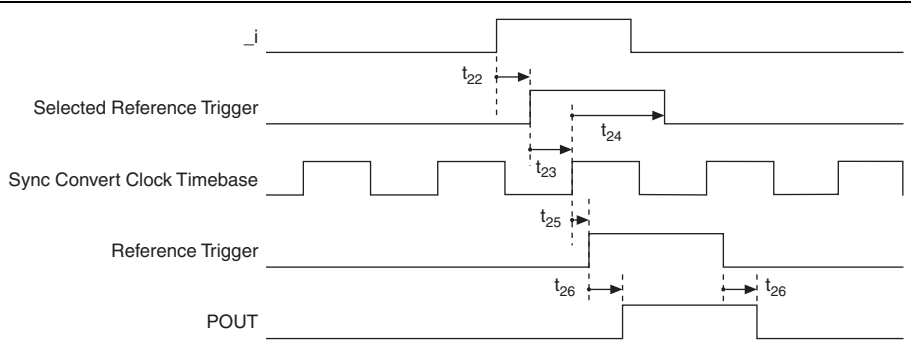 _i
t22
Selected Reference Trigger
t24
t23
Sync Convert Clock Timebase
t25
Reference Trigger
t26
t26
POUT